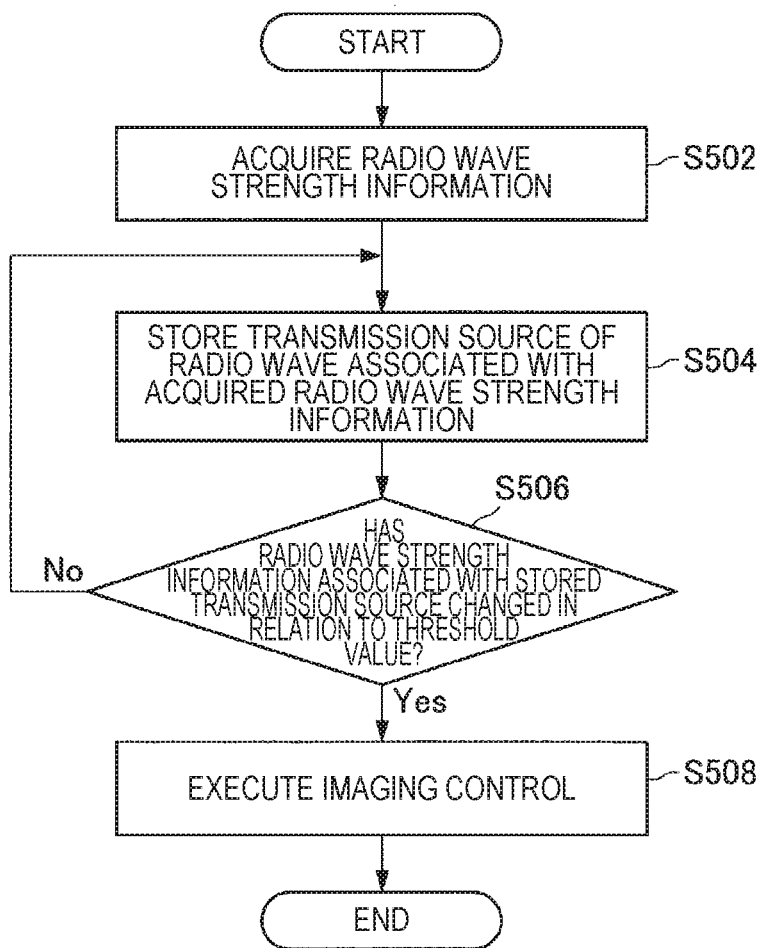 START
ACQUIRE RADIO WAVE
STRENGTH INFORMATION
S502
STORE TRANSMISSION SOURCE OF
RADIO WAVE ASSOCIATED WITH
ACQUIRED RADIO WAVE STRENGTH
INFORMATION
S504
S506
HAS
RADIO WAVE STRENGTH
INFORMATION ASSOCIATED WITH STORED
TRANSMISSION SOURCE CHANGED IN
RELATION TO THRESHOLD
VALUE?
No
Yes
EXECUTE IMAGING CONTROL
S508
END